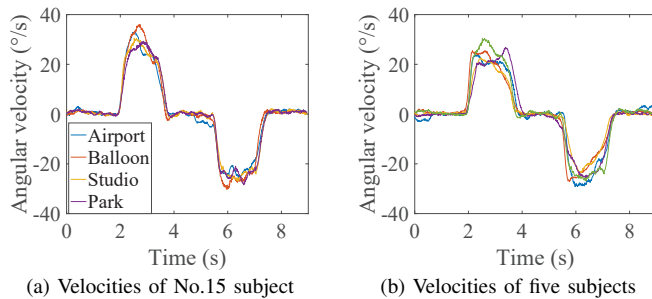 Angular velocity (°/s)
40
20
0
-20
-40
Airport
Balloon
Studio
Park
0 2 4 6 8
Time (s)
(a) Velocities of No.15 subject
Angular velocity (°/s)
40
20
0
-20
-40
0 2 4 6 8
Time (s)
(b) Velocities of five subjects